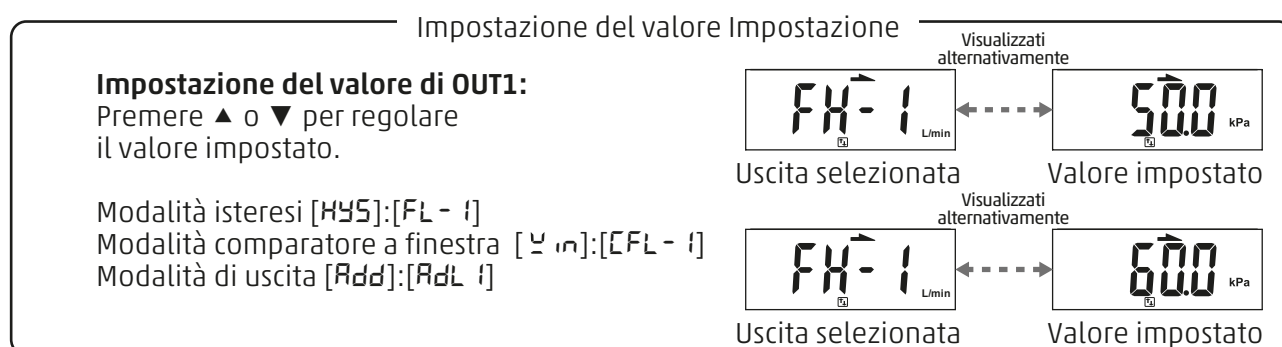 Impostazione del valore Impostazione
Impostazione del valore di OUT1:
Premere ▲ o ▼ per regolare
il valore impostato.
Modalità isteresi [HYS]:[FL-1]
Modalità comparatore a finestra [Win]:[CFL-1]
Modalità di uscita [Add]:[AdL 1]
Visualizzati
alternativamente
FH-1 L/min
50.0 kPa
Uscita selezionata
Valore impostato
Visualizzati
alternativamente
FH-1 L/min
60.0 kPa
Uscita selezionata
Valore impostato